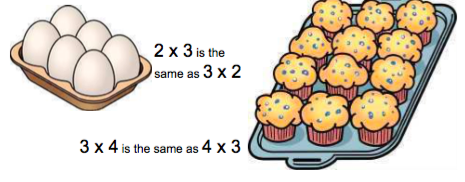 2 x 3 is the
same as 3 x 2
3 x 4 is the same as 4 x 3